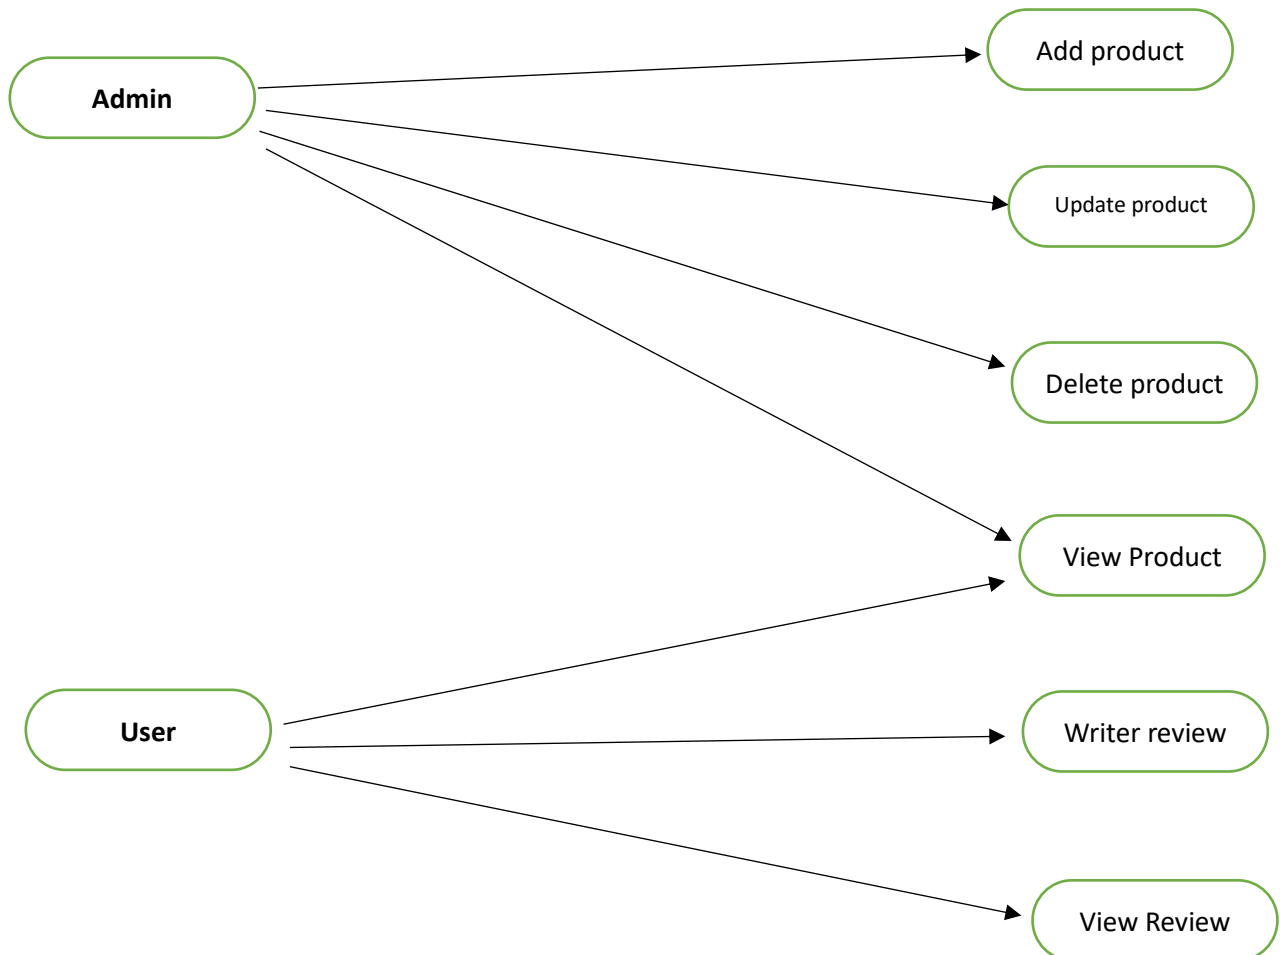 Add product
Admin
Update product
Delete product
View Product
User
Writer review
View Review